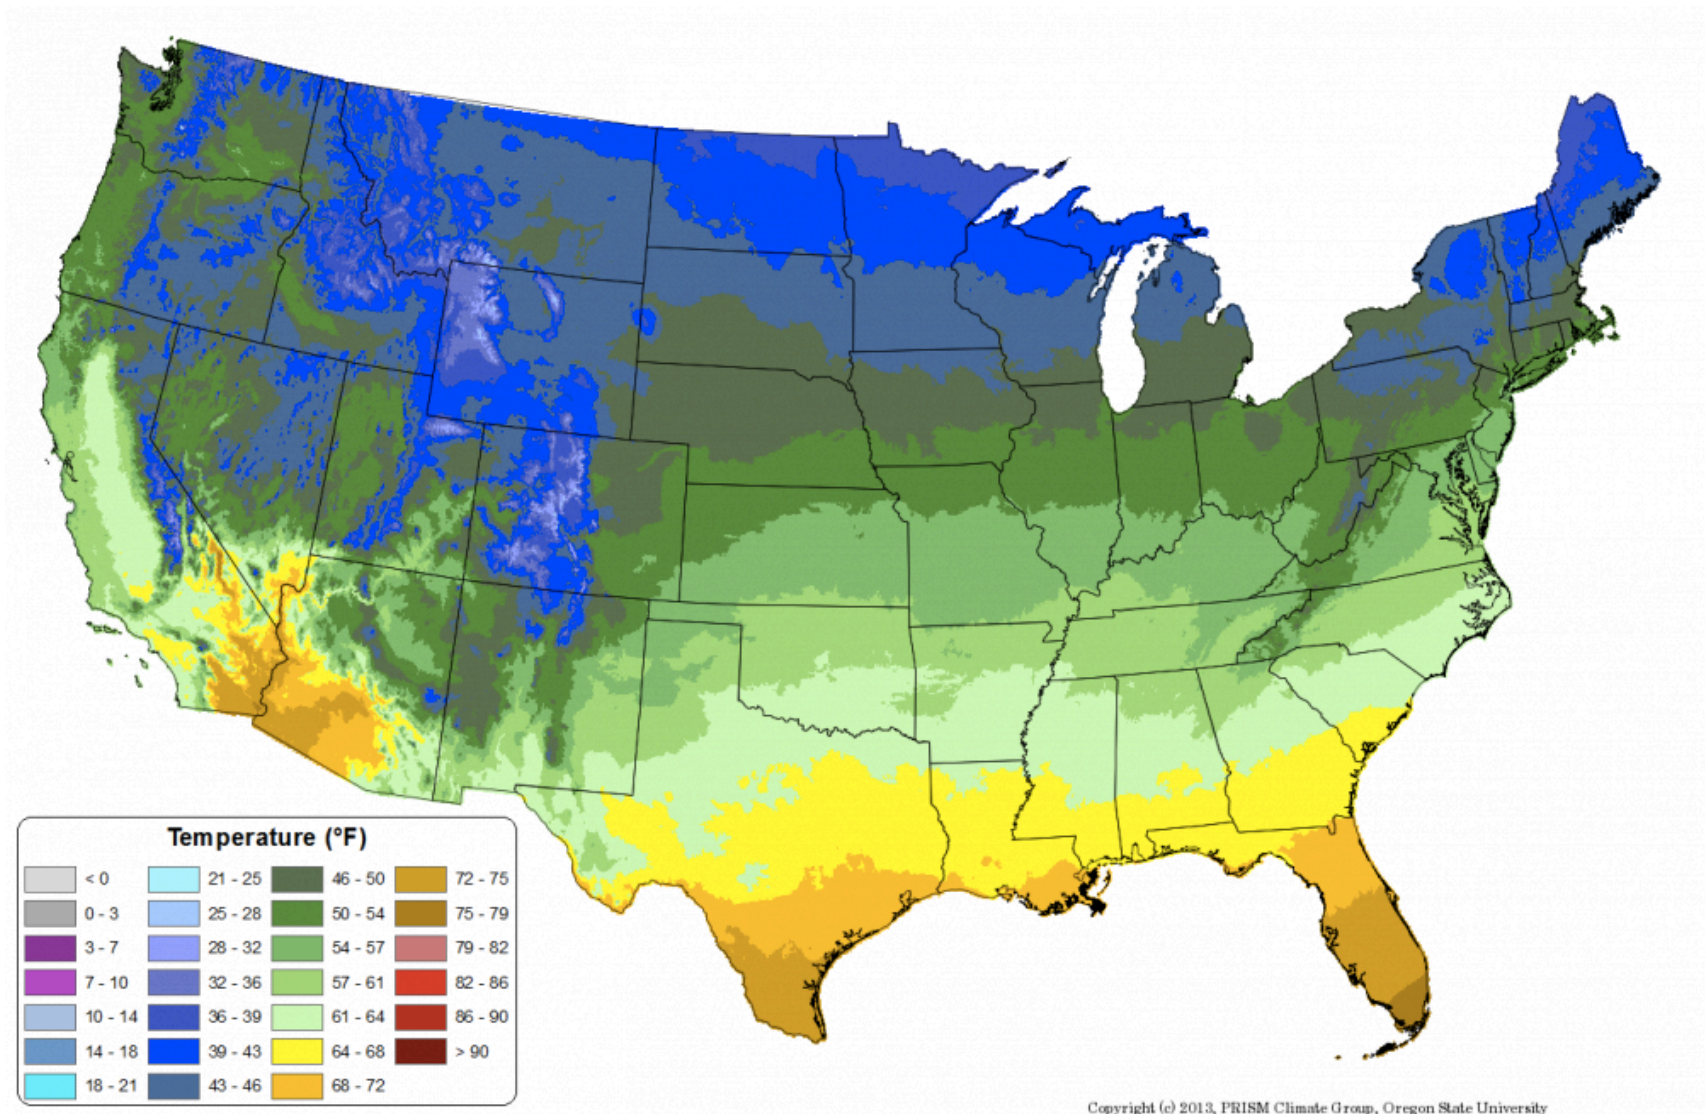 Temperature (°F)
< 0
0 - 3
3 - 7
7 - 10
10 - 14
14 - 18
18 - 21
21 - 25
25 - 28
28 - 32
32 - 36
36 - 39
39 - 43
43 - 46
46 - 50
50 - 54
54 - 57
57 - 61
61 - 64
64 - 68
68 - 72
72 - 75
75 - 79
79 - 82
82 - 86
86 - 90
> 90
Copyright (c) 2013, PRISM Climate Group, Oregon State University